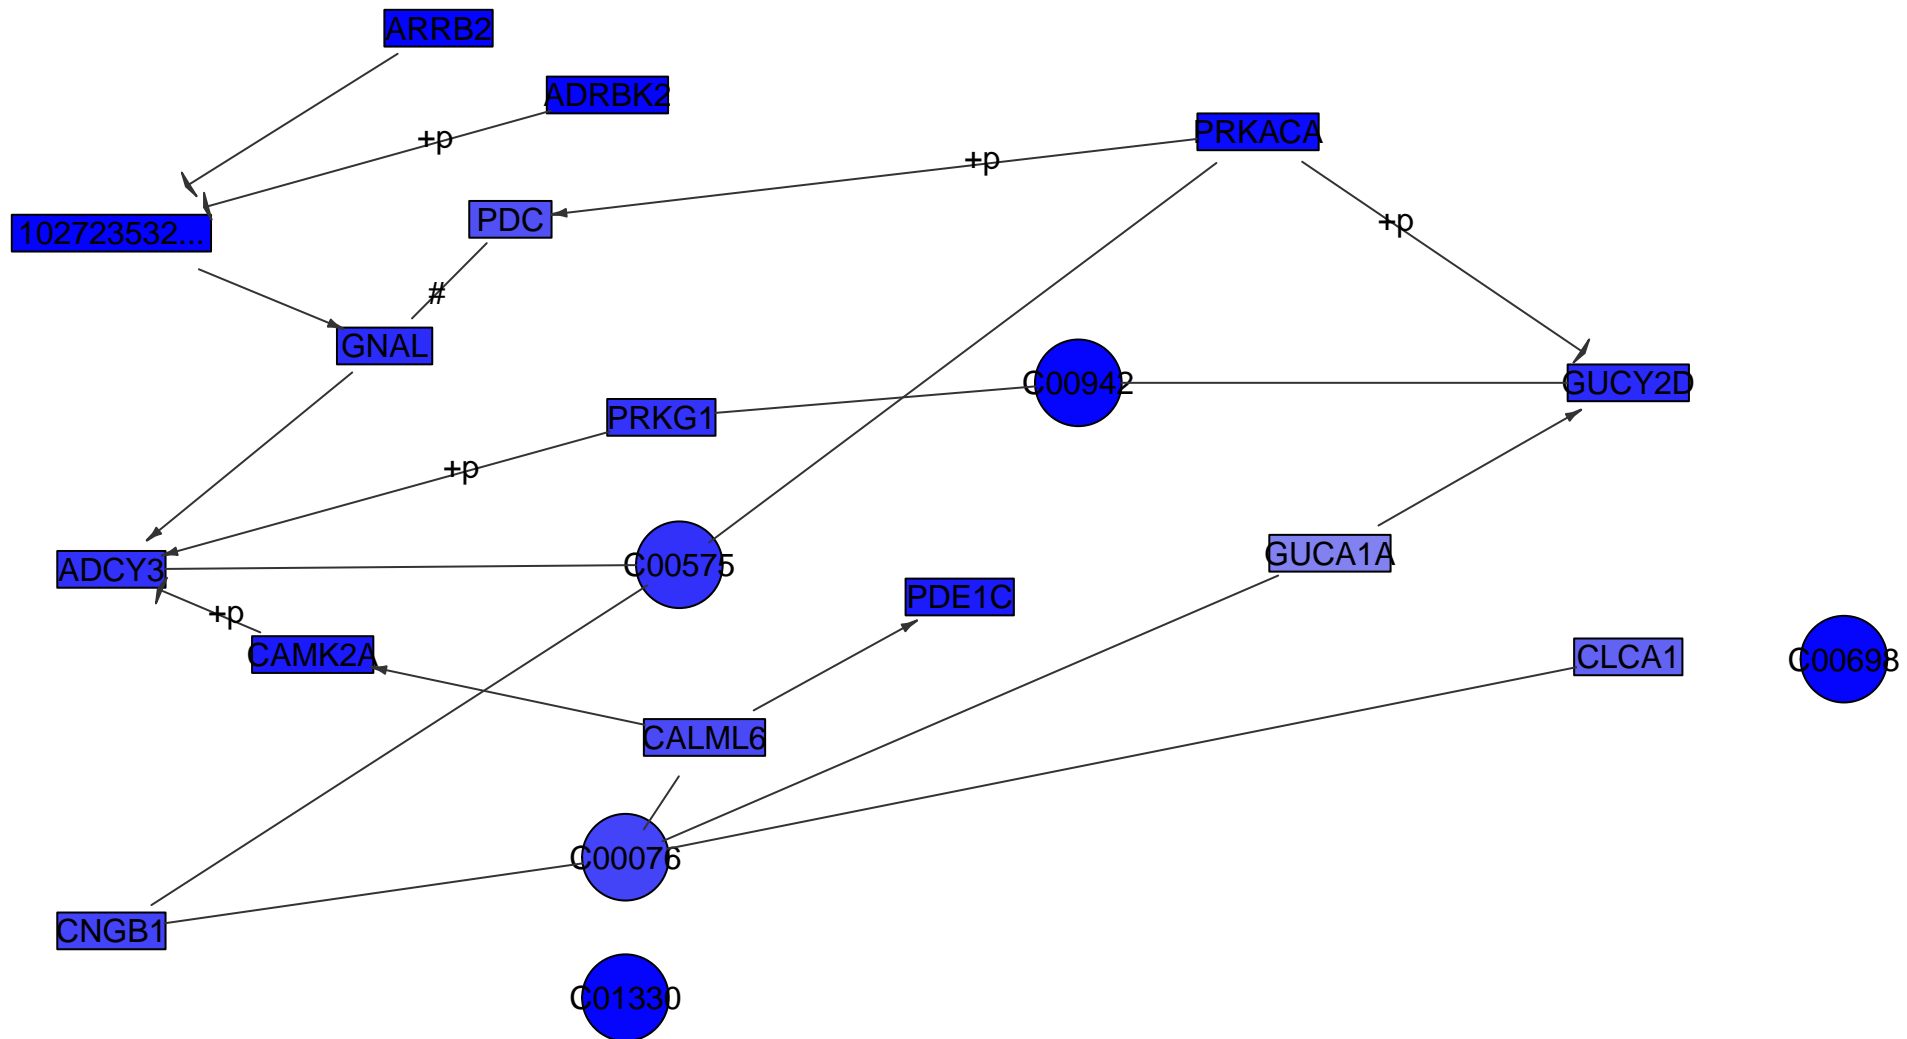 ARRB2
ADRBK2
+p
PRKACA
+p
102723532...
PDC
+p
#
GNAL
C00942
GUCY2D
PRKG1
+p
ADCY3
C00575
GUCA1A
PDE1C
+p
CAMK2A
CLCA1
C00698
CALML6
C00076
CNGB1
C01330